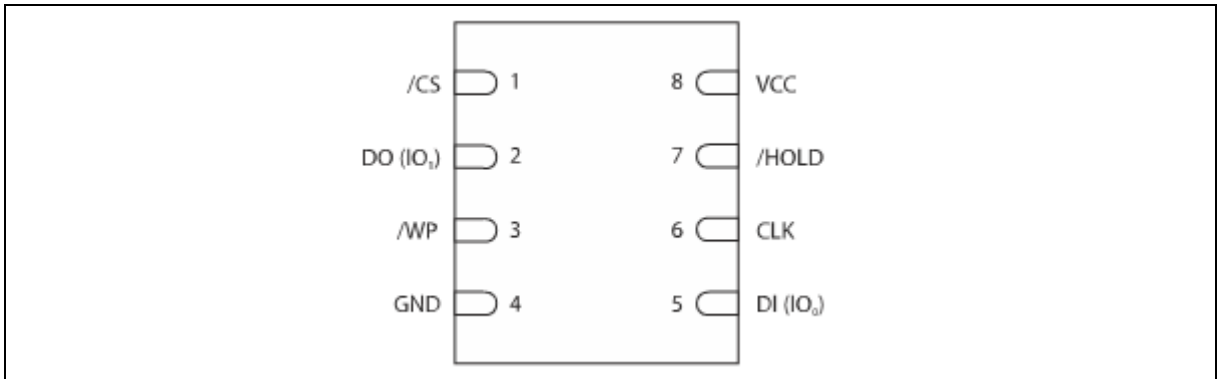 /CS 1 8 VCC
DO (IO₁) 2 7 /HOLD
/WP 3 6 CLK
GND 4 5 DI (IO₀)